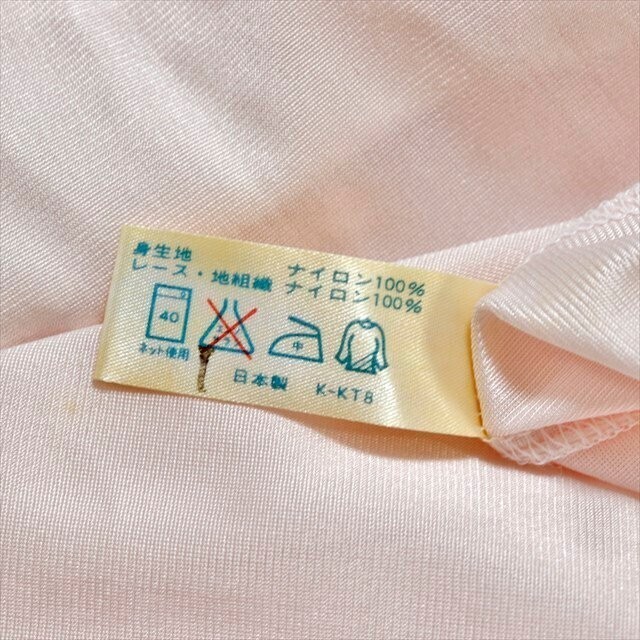 身生地 ナイロン100%
レース・地組織 ナイロン100%
40
中
ネット使用
日本製 K-KT8